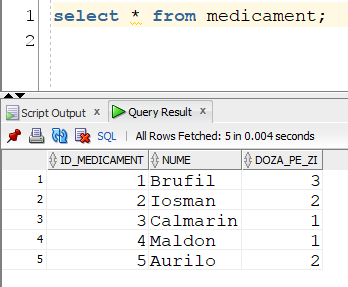 1 select * from medicament;
2
Script Output x Query Result x
SQL | All Rows Fetched: 5 in 0.004 seconds
ID_MEDICAMENT NUME DOZA_PE_ZI
1 1 Brufil 3
2 2 Iosman 2
3 3 Calmarin 1
4 4 Maldon 1
5 5 Aurilo 2